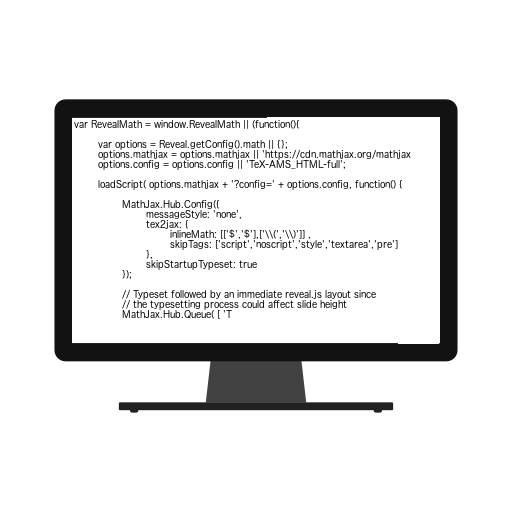 var RevealMath = window.RevealMath || (function(){
var options = Reveal.getConfig().math || {};
options.mathjax = options.mathjax || 'https://cdn.mathjax.org/mathjax
options.config = options.config || 'TeX-AMS_HTML-full';
loadScript( options.mathjax + '?config=' + options.config, function() {
MathJax.Hub.Config({
messageStyle: 'none',
tex2jax: {
inlineMath: [['$','$'],['\\(','\\)']] ,
skipTags: ['script','noscript','style','textarea','pre']
},
skipStartupTypeset: true
});
// Typeset followed by an immediate reveal.js layout since
// the typesetting process could affect slide height
MathJax.Hub.Queue( [ 'T